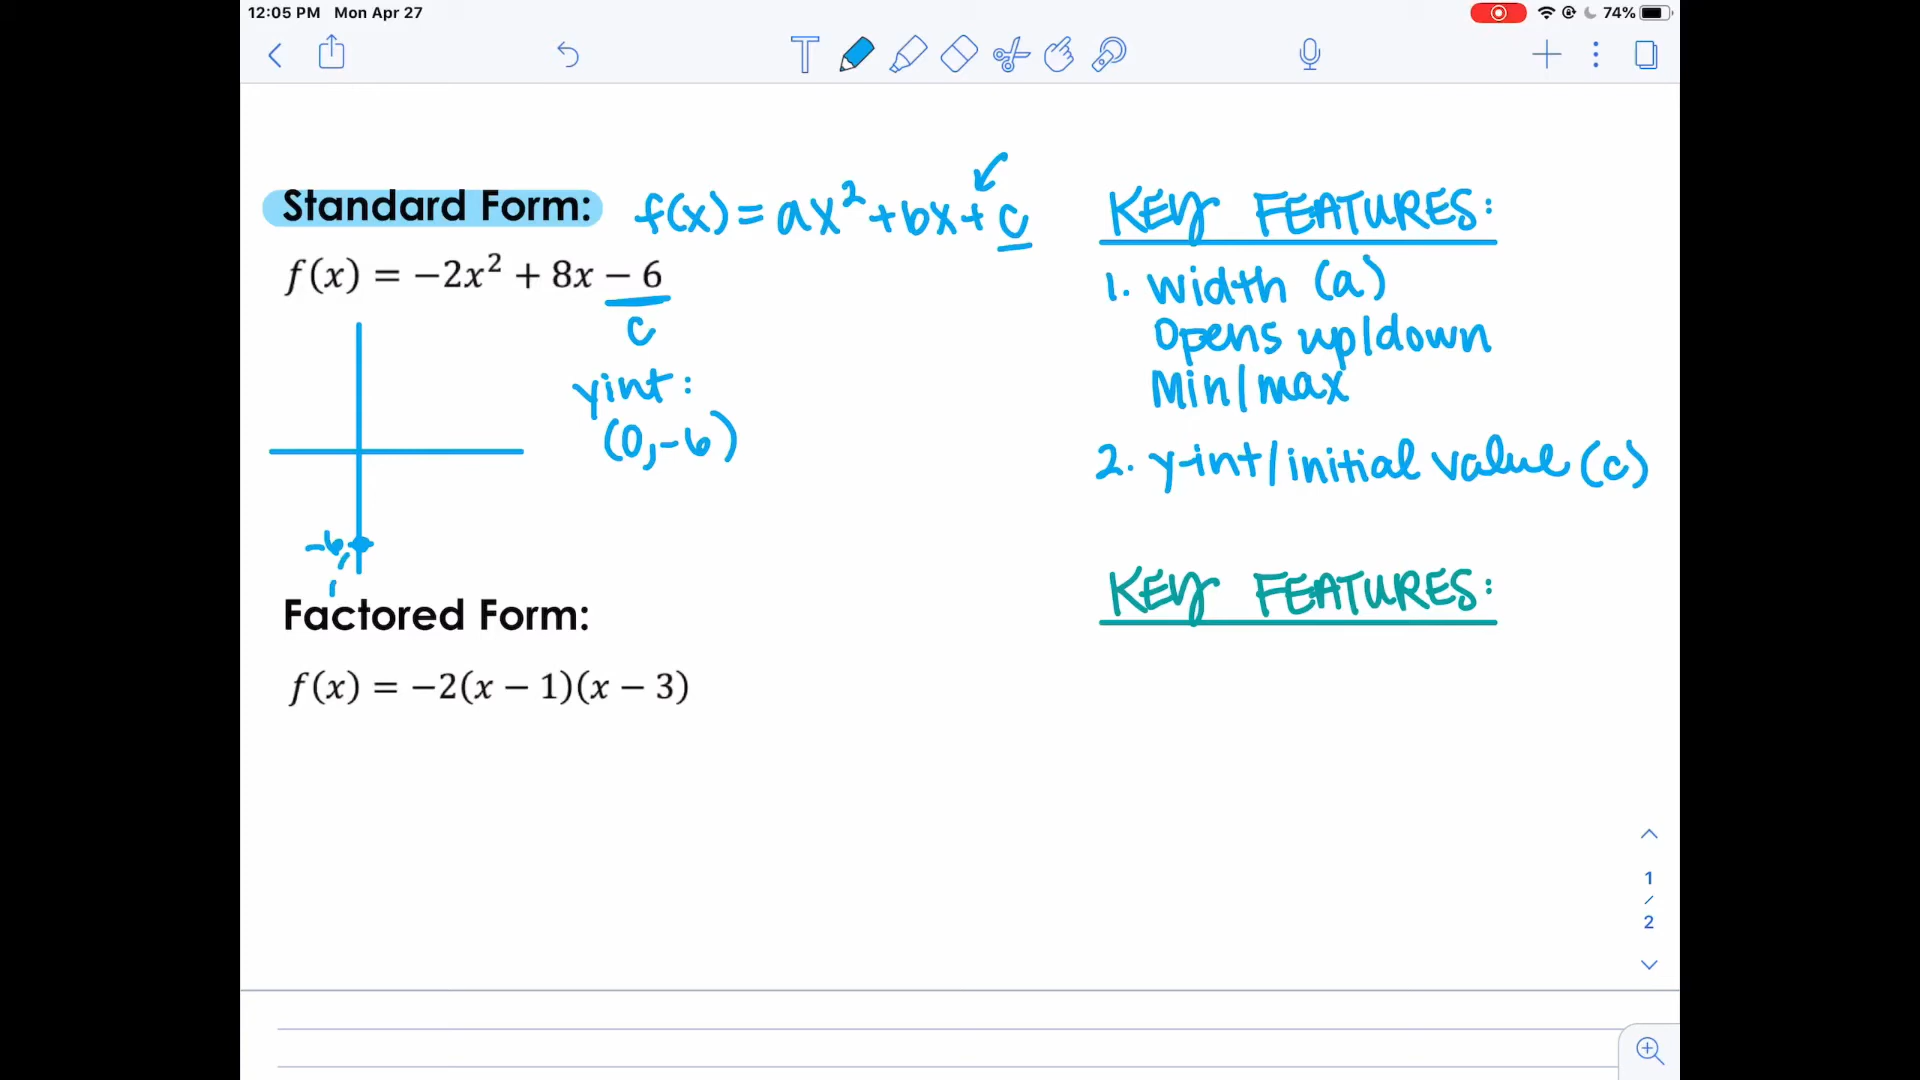 12:05 PM Mon Apr 27
74%
Standard Form: f(x) = ax² + bx + c
f(x) = −2x² + 8x − 6
c
yint:
(0,-6)
-6
KEY FEATURES:
1. width (a)
Opens up/down
Min/max
2. y-int/initial value (c)
Factored Form:
f(x) = −2(x − 1)(x − 3)
KEY FEATURES:
1
/
2